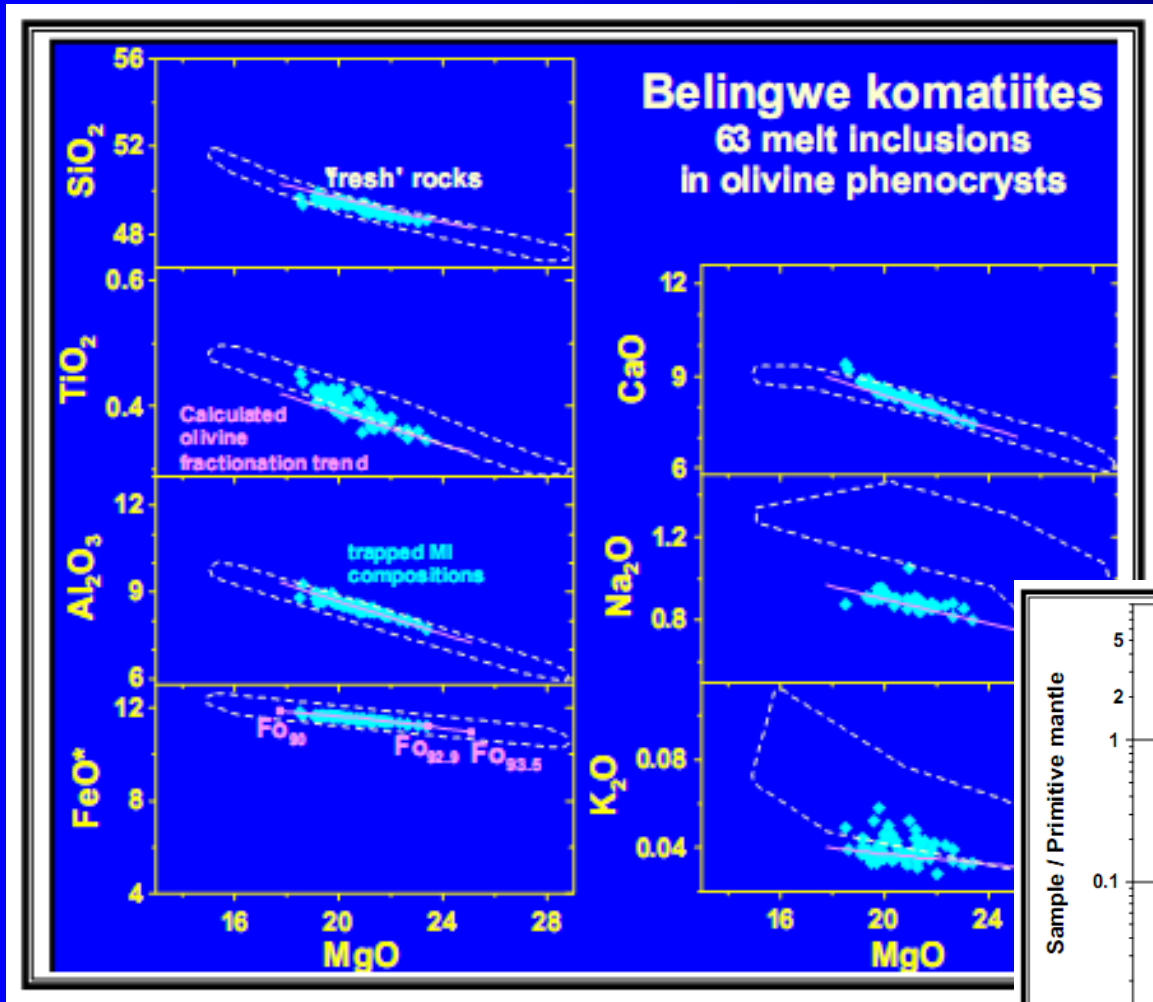 Belingwe komatiites
63 melt inclusions
in olivine phenocrysts
56
52
48
SiO2
'fresh' rocks
0.6
0.4
TiO2
Calculated
olivine
fractionation trend
12
9
6
Al2O3
trapped MI
compositions
12
8
4
FeO*
Fo90
Fo92.9
Fo93.5
16
20
24
28
MgO
12
9
6
CaO
1.2
0.8
Na2O
0.08
0.04
K2O
16
20
24
MgO
5
2
1
0.1
Sample / Primitive mantle